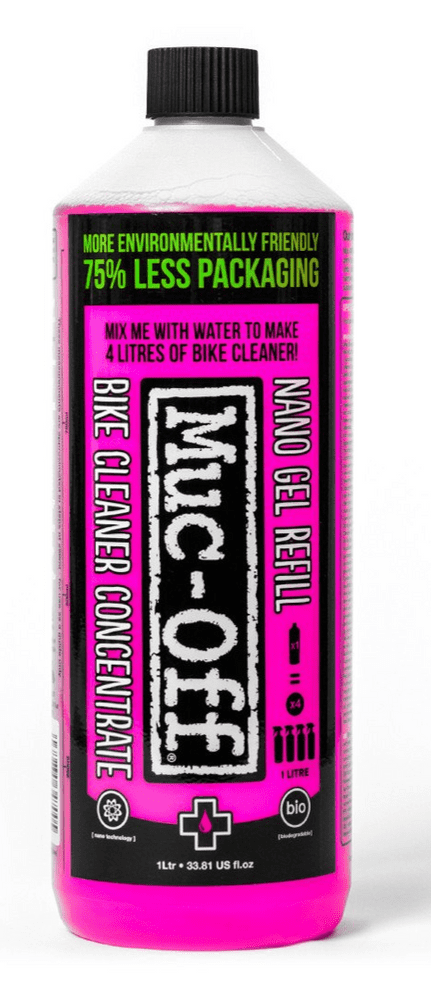 MORE ENVIRONMENTALLY FRIENDLY
75% LESS PACKAGING
MIX ME WITH WATER TO MAKE
4 LITRES OF BIKE CLEANER!
NANO GEL REFILL
Muc-Off®
BIKE CLEANER CONCENTRATE
x1
=
x4
1 LITRE
[nano technology]
bio
[biodegradable]
1Ltr • 33.81 US fl.oz